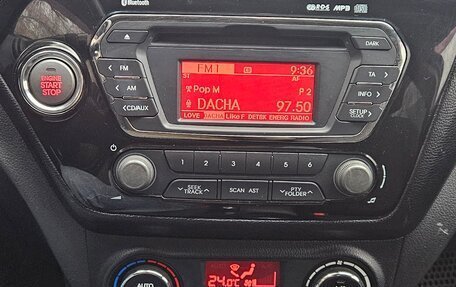 Bluetooth
RDS MP3
DARK
FM
AM
CD/AUX
TA
INFO
SETUP
CLOCK
FM1 9:36
ST AF
Pop M P 2
DACHA 97.50
LOVE DACHA Like F DETSK ENERG RADIO
ENGINE
START
STOP
1 2 3 4 5 6
SEEK
TRACK
SCAN AST
PTY
FOLDER
AUTO
24.0°C